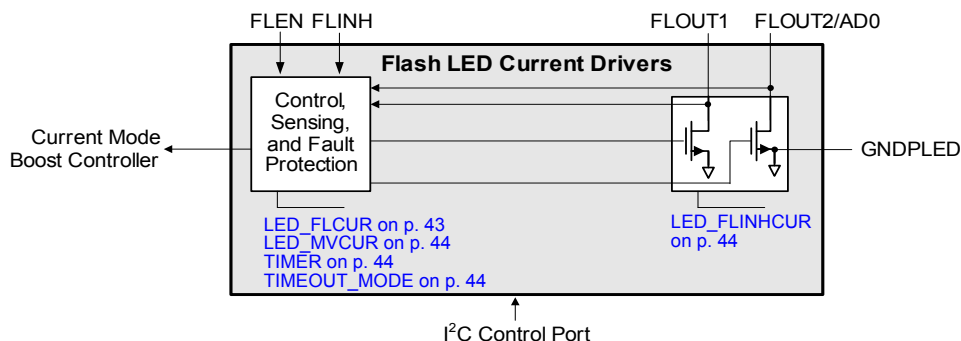 FLEN FLINH FLOUT1 FLOUT2/AD0
Flash LED Current Drivers
Control,
Sensing,
and Fault
Protection
Current Mode
Boost Controller
GNDPLED
LED_FLCUR on p. 43
LED_MVCUR on p. 44
TIMER on p. 44
TIMEOUT_MODE on p. 44
LED_FLINHCUR
on p. 44
I²C Control Port